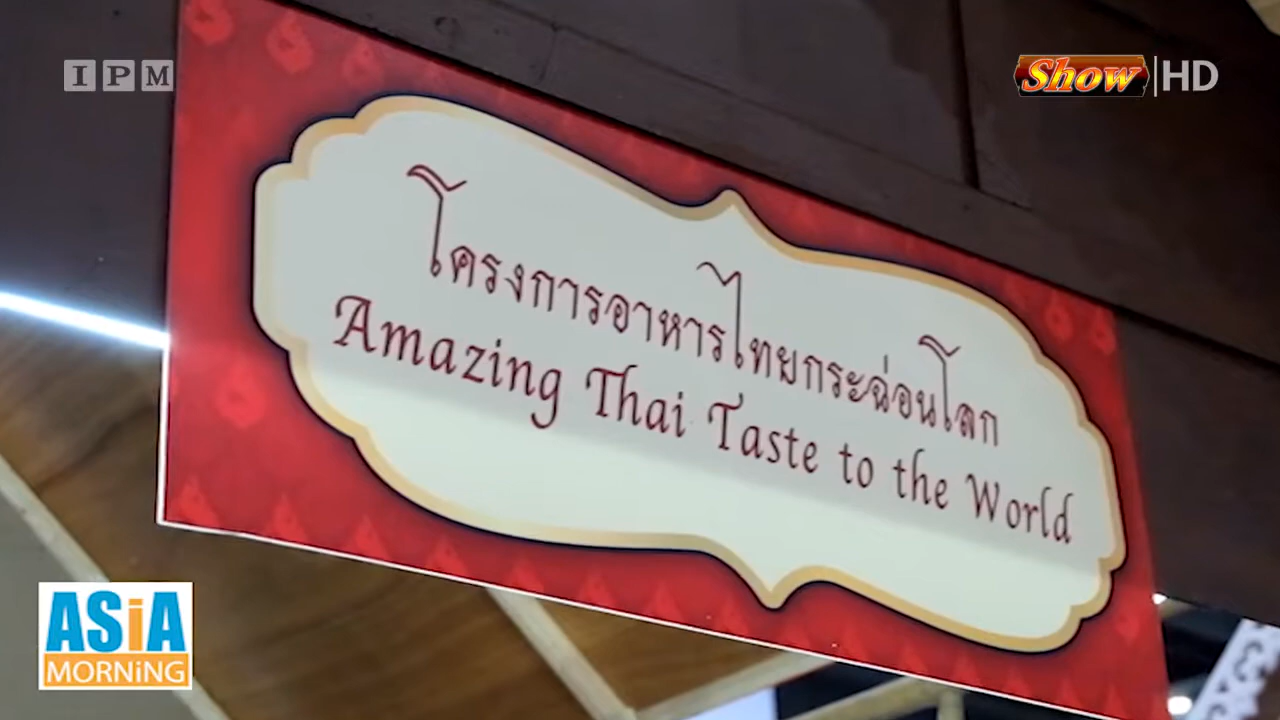 IPM
Show|HD
โครงการอาหารไทยกระฉ่อนโลก
Amazing Thai Taste to the World
ASiA
MORNiNG